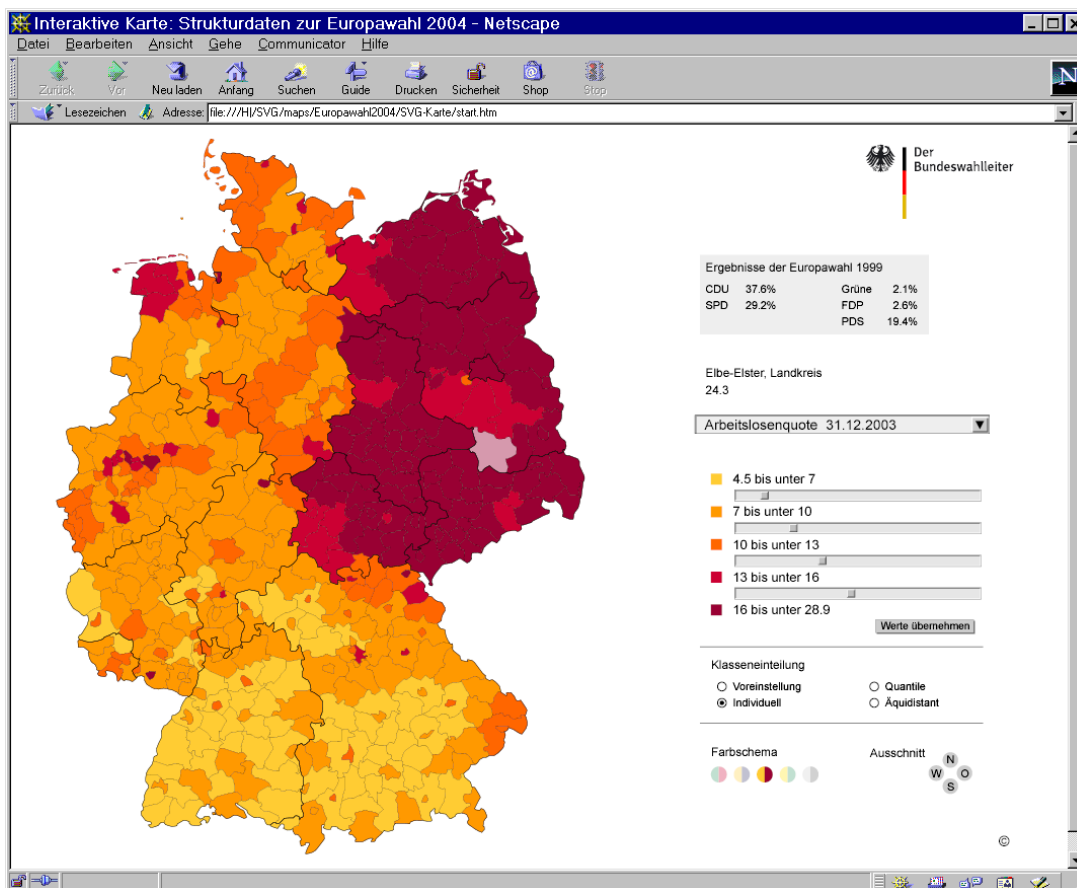 Interaktive Karte: Strukturdaten zur Europawahl 2004 - Netscape
Datei Bearbeiten Ansicht Gehe Communicator Hilfe
Zurück Vor Neu laden Anfang Suchen Guide Drucken Sicherheit Shop Stop
N
Lesezeichen Adresse: file:///H|/SVG/maps/Europawahl2004/SVG-Karte/start.htm
Der
Bundeswahlleiter
Ergebnisse der Europawahl 1999
CDU 37.6% Grüne 2.1%
SPD 29.2% FDP 2.6%
PDS 19.4%
Elbe-Elster, Landkreis
24.3
Arbeitslosenquote 31.12.2003
4.5 bis unter 7
7 bis unter 10
10 bis unter 13
13 bis unter 16
16 bis unter 28.9
Werte übernehmen
Klasseneinteilung
Voreinstellung Quantile
Individuell Äquidistant
Farbschema Ausschnitt
N
W O
S
©